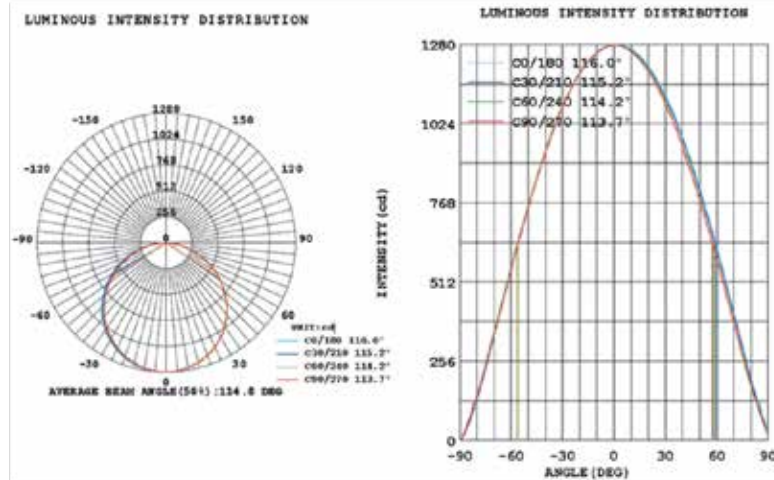 LUMINOUS INTENSITY DISTRIBUTION
1280
-150 150
1024
768
-120 120
512
256
-90 0 90
-60 60
UNIT:cd
C0/180 116.0°
-30 30
C30/210 115.2°
C60/240 114.2°
0
C90/270 113.7°
AVERAGE BEAM ANGLE(50%):114.8 DEG
LUMINOUS INTENSITY DISTRIBUTION
1280
C0/180 116.0°
C30/210 115.2°
C60/240 114.2°
1024
C90/270 113.7°
768
INTENSITY(cd)
512
256
0
-90 -60 -30 0 30 60 90
ANGLE(DEG)